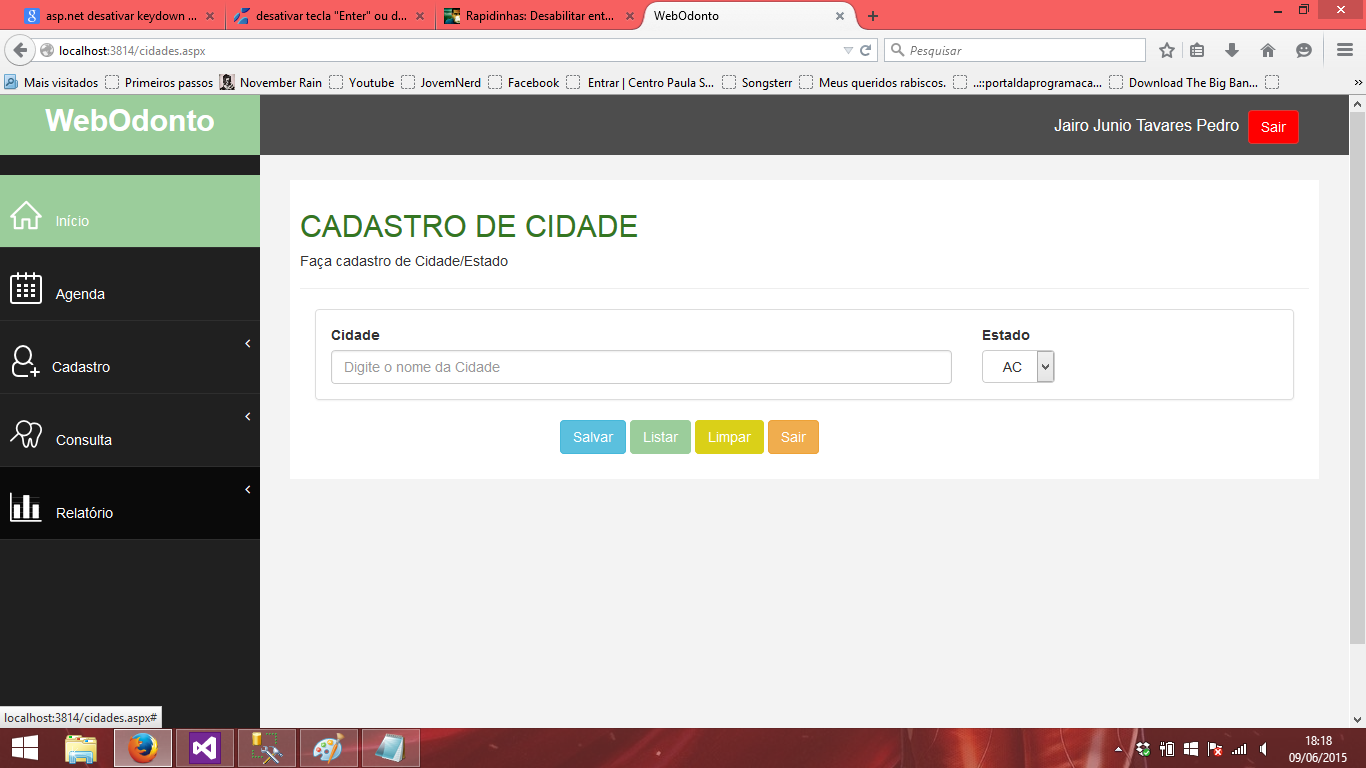 asp.net desativar keydown ...
desativar tecla "Enter" ou d...
Rapidinhas: Desabilitar ent...
WebOdonto
localhost:3814/cidades.aspx
Pesquisar
Mais visitados
Primeiros passos
November Rain
Youtube
JovemNerd
Facebook
Entrar | Centro Paula S...
Songsterr
Meus queridos rabiscos.
..::portaldaprogramaca...
Download The Big Ban...
WebOdonto
Jairo Junio Tavares Pedro
Sair
Início
Agenda
Cadastro
Consulta
Relatório
CADASTRO DE CIDADE
Faça cadastro de Cidade/Estado
Cidade
Estado
Digite o nome da Cidade
AC
Salvar
Listar
Limpar
Sair
localhost:3814/cidades.aspx#
18:18
09/06/2015